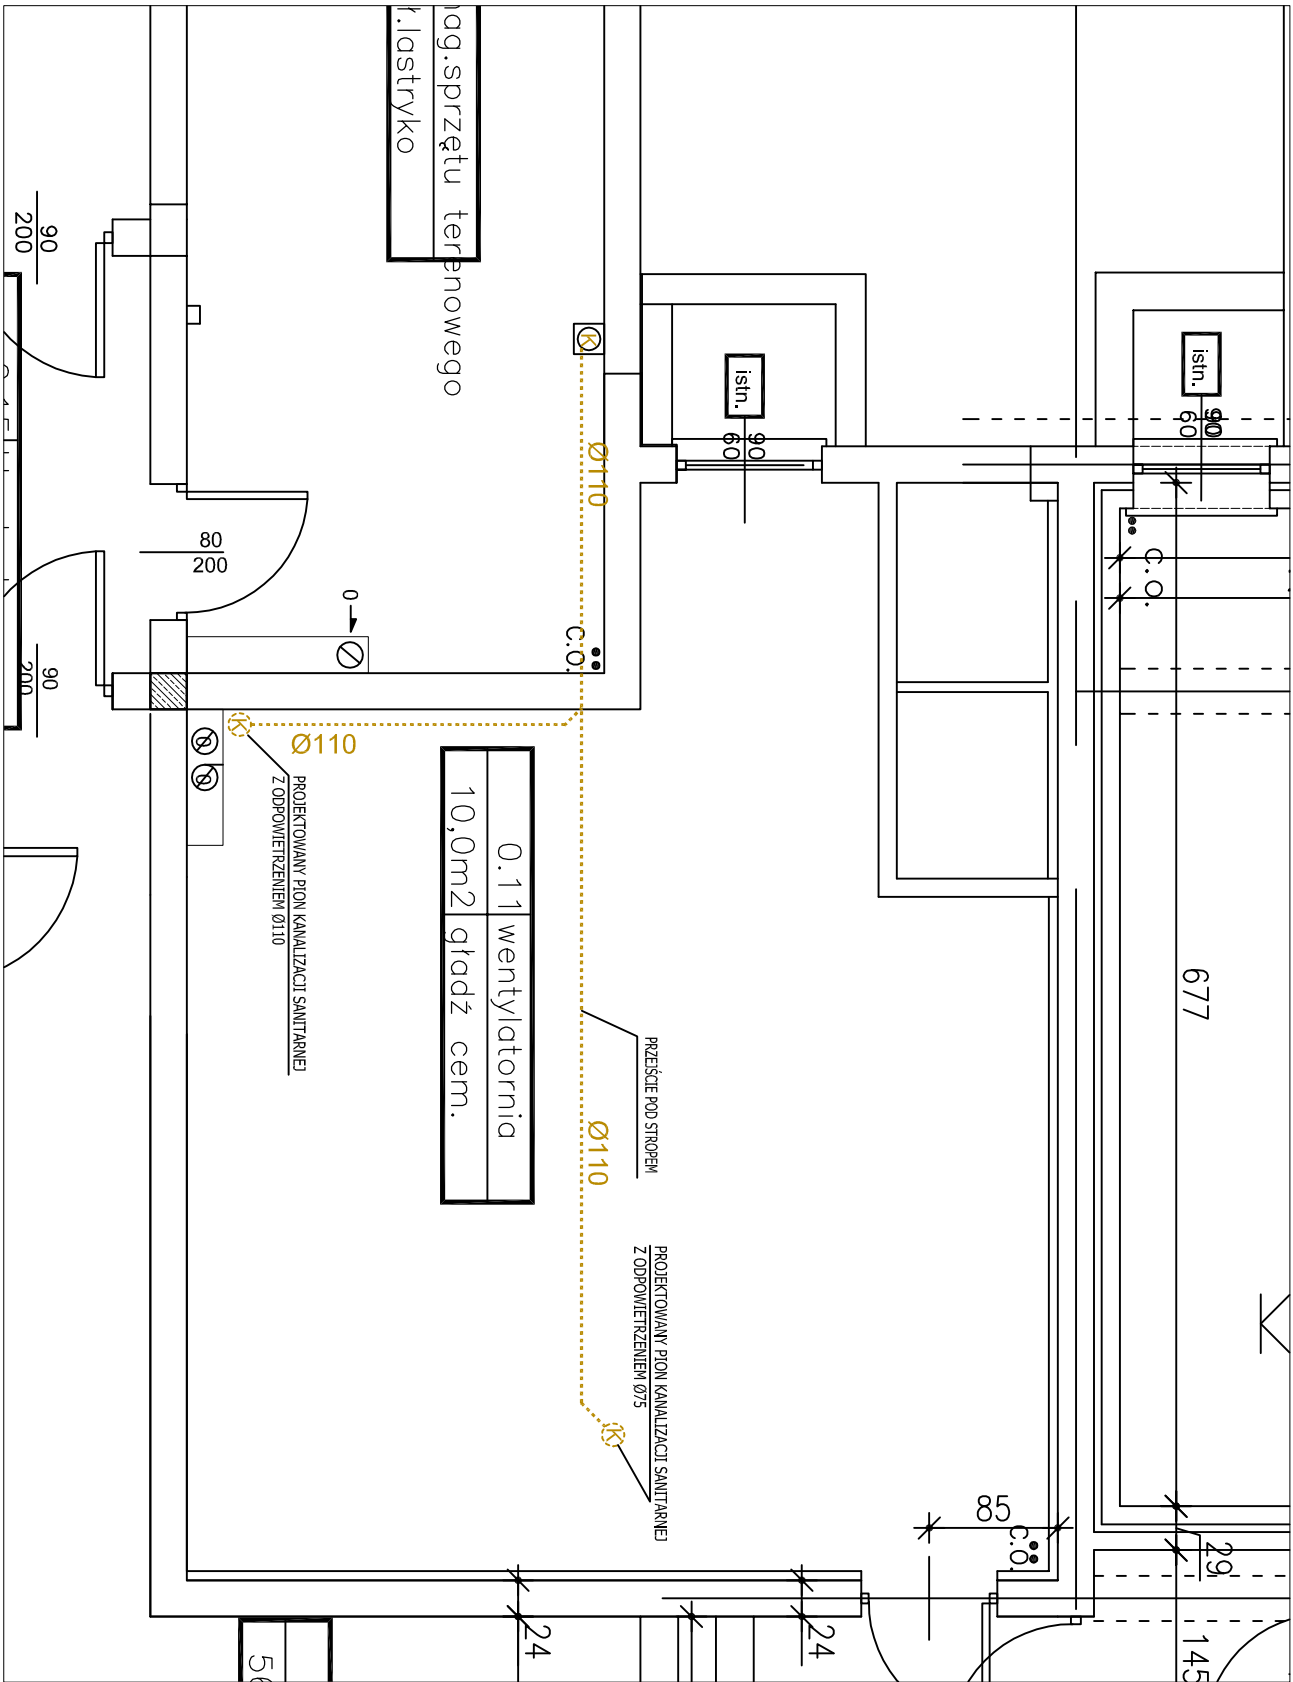 mag.sprzętu terenowego
ł.lastryko
90
200
istn.
90
60
istn.
90
60
K
Ø110
80
200
0
C.O.
C.O.
90
200
K
Ø110
PROJEKTOWANY PION KANALIZACJI SANITARNEJ
Z ODPOWIETRZENIEM Ø110
0.11 wentylatornia
10,0m2 gładź cem.
677
PRZEJŚCIE POD STROPEM
Ø110
PROJEKTOWANY PION KANALIZACJI SANITARNEJ
Z ODPOWIETRZENIEM Ø75
K
85
C.O.
29
24
24
145
56